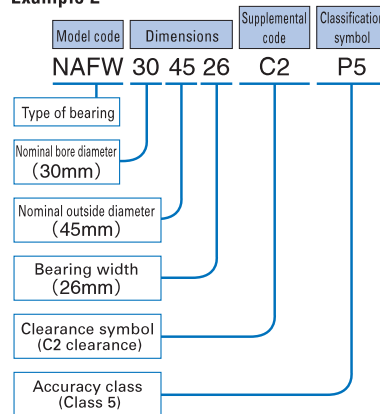 Example 2
Supplemental
code
Classification
symbol
Model code
Dimensions
NAFW 30 45 26 C2 P5
Type of bearing
Nominal bore diameter
(30mm)
Nominal outside diameter
(45mm)
Bearing width
(26mm)
Clearance symbol
(C2 clearance)
Accuracy class
(Class 5)